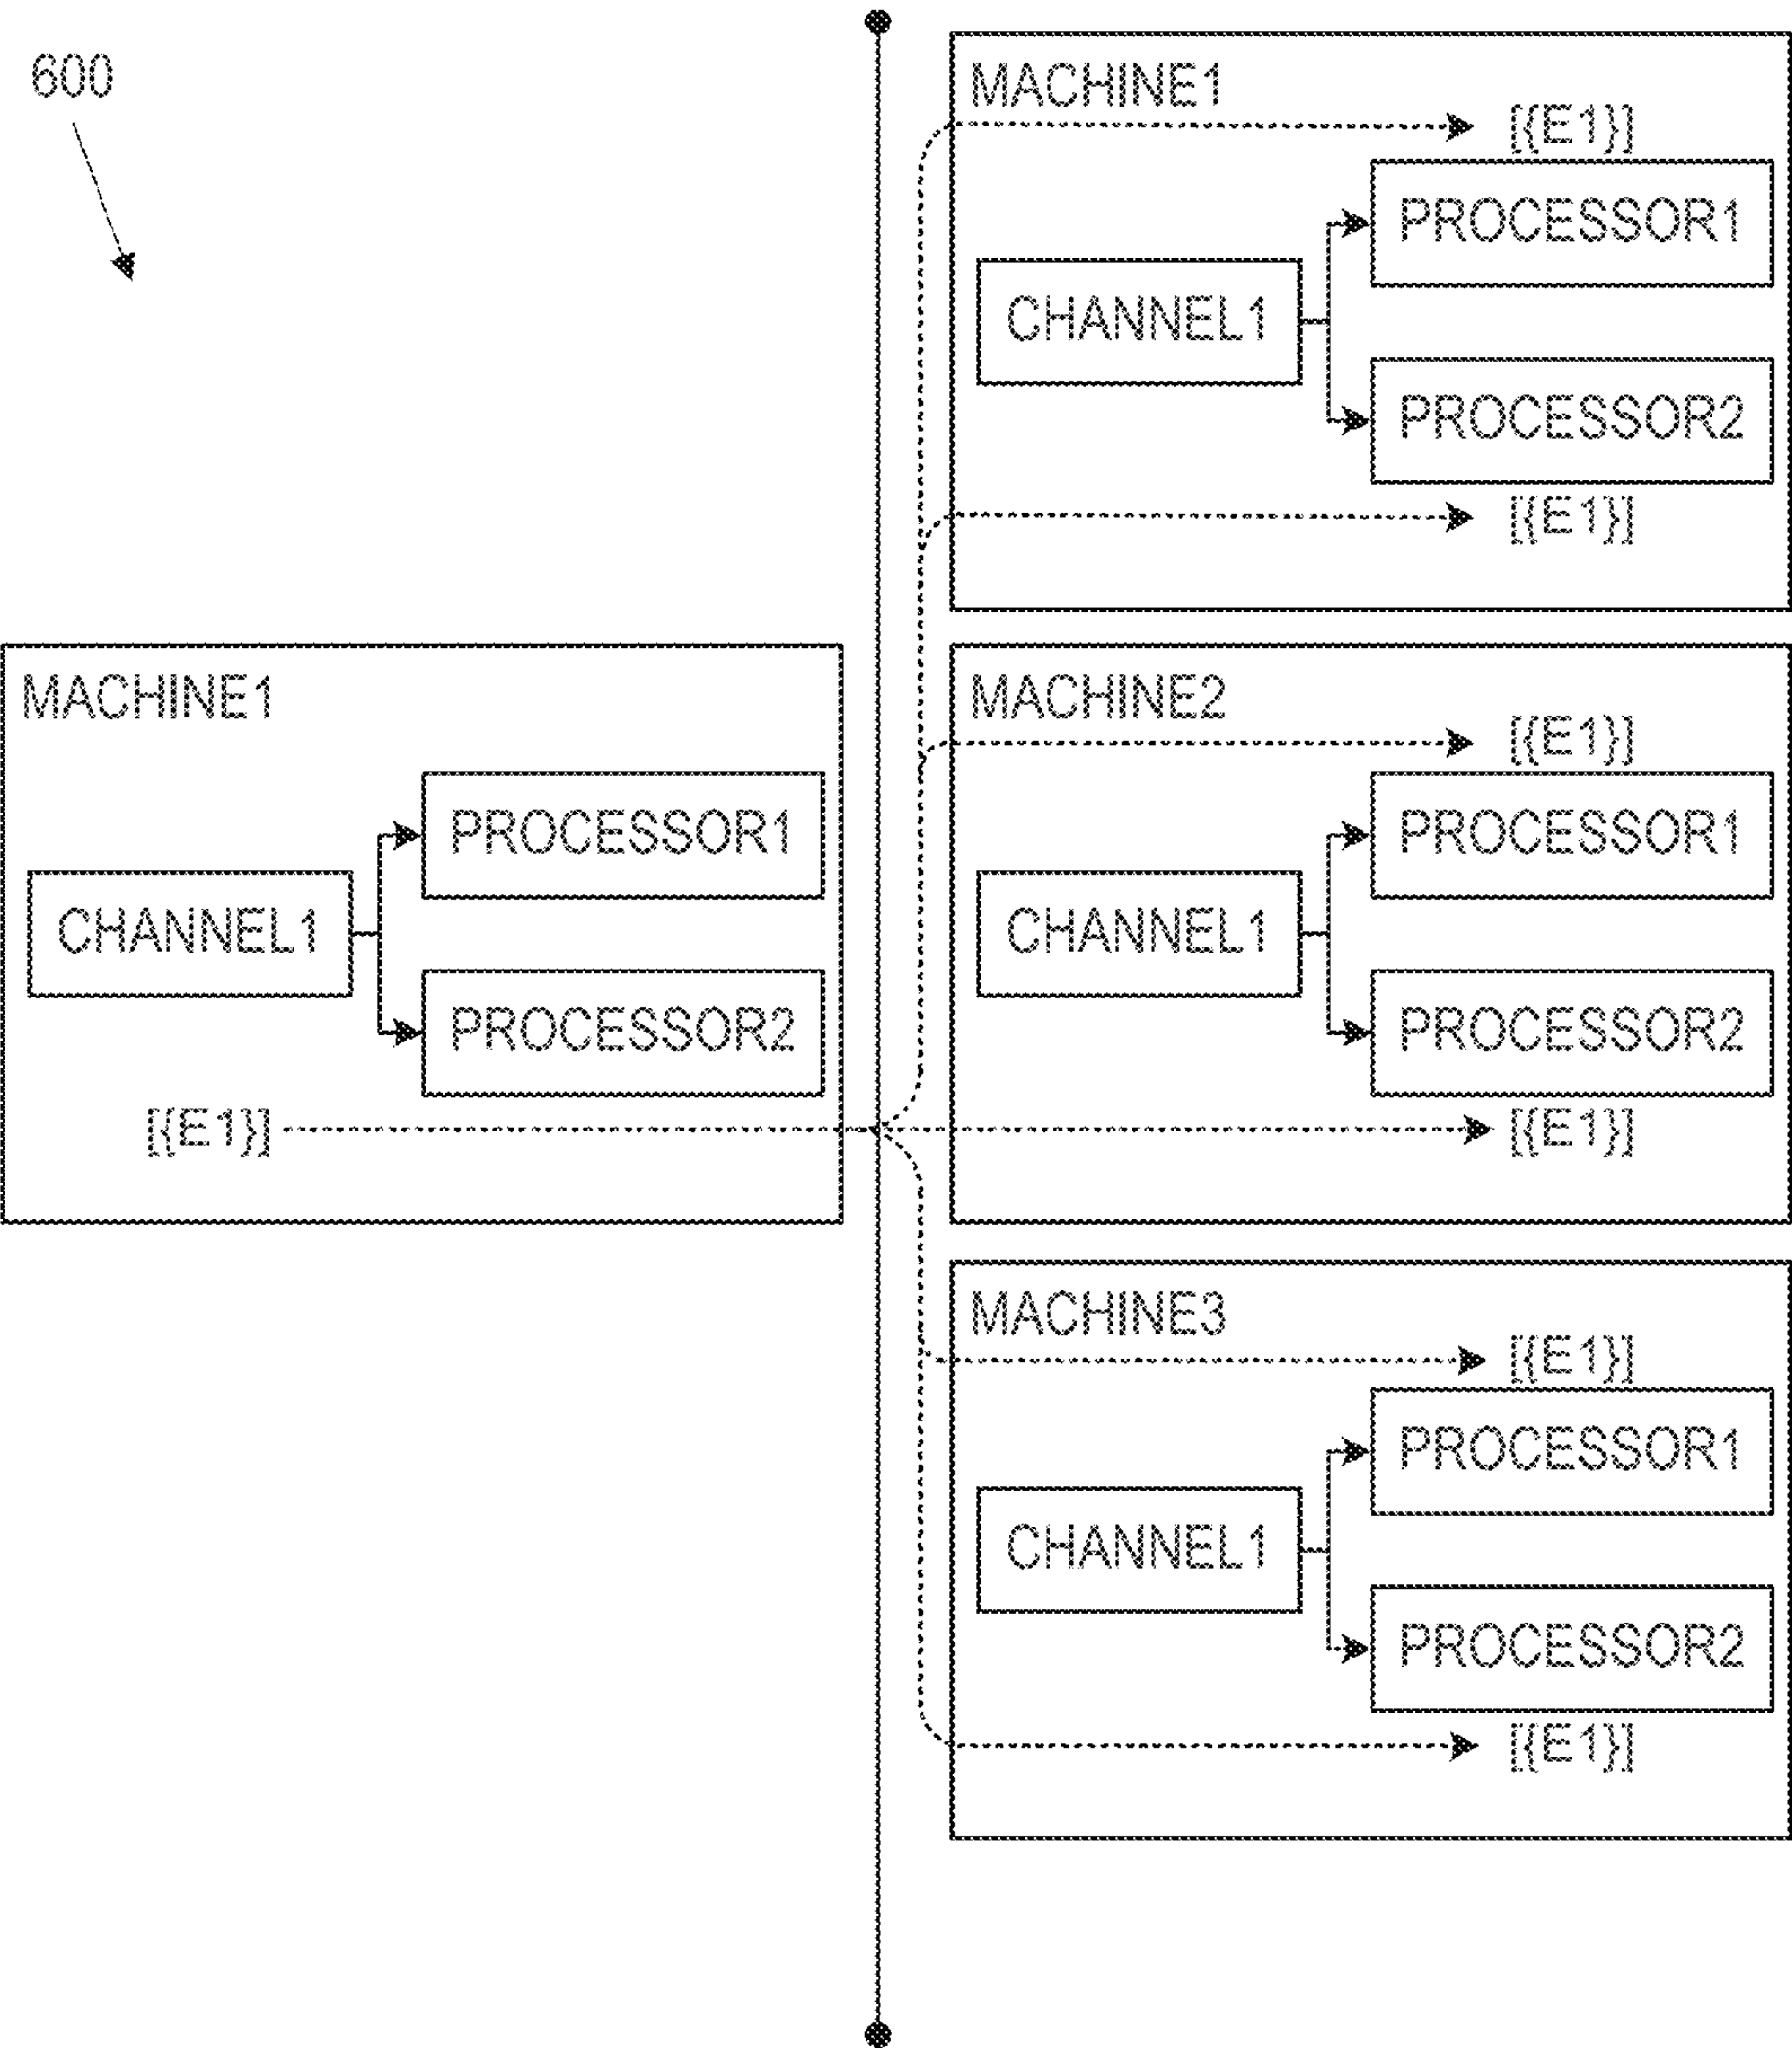 600
MACHINE1
CHANNEL1
PROCESSOR1
PROCESSOR2
[{E1}]
MACHINE1
[{E1}]
PROCESSOR1
CHANNEL1
PROCESSOR2
[{E1}]
MACHINE2
[{E1}]
PROCESSOR1
CHANNEL1
PROCESSOR2
[{E1}]
MACHINE3
[{E1}]
PROCESSOR1
CHANNEL1
PROCESSOR2
[{E1}]